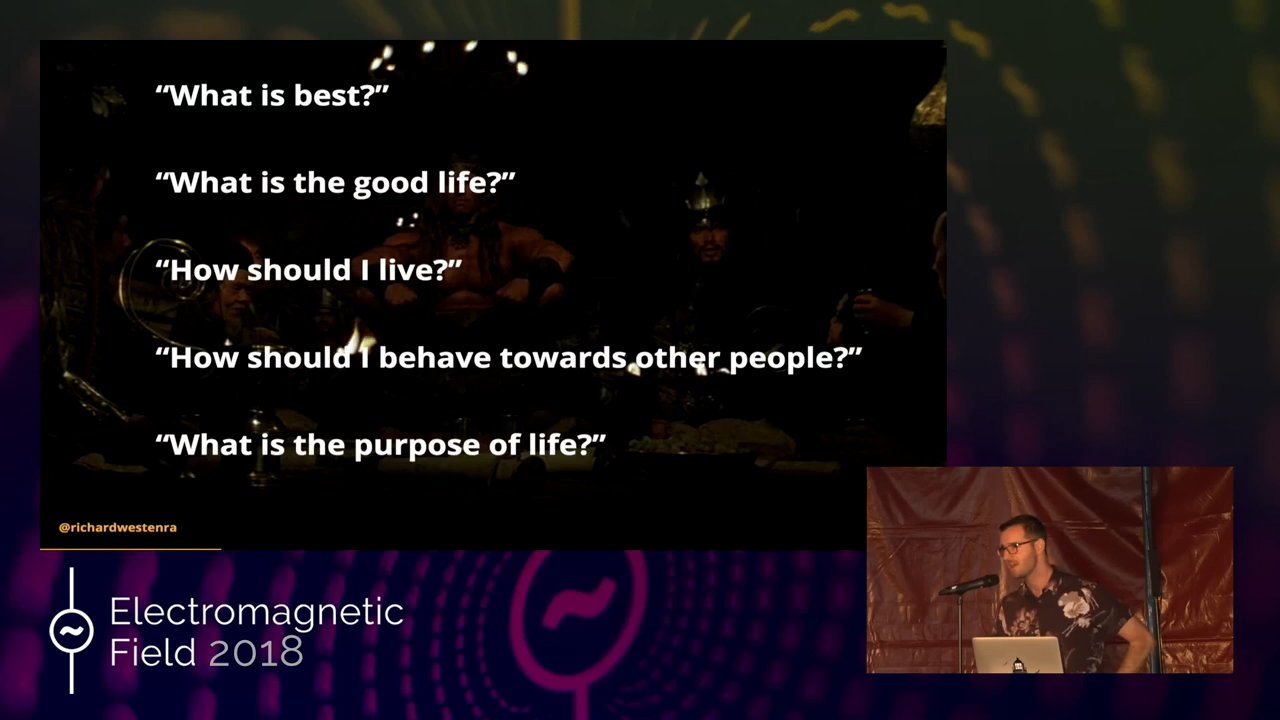 “What is best?”
“What is the good life?”
“How should I live?”
“How should I behave towards other people?”
“What is the purpose of life?”
@richardwestenra
Electromagnetic
Field 2018